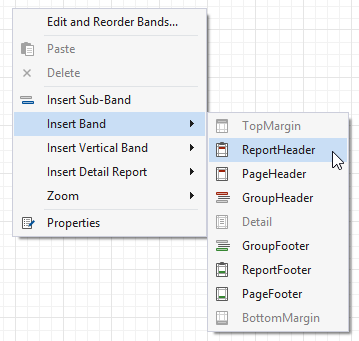 Edit and Reorder Bands...
Paste
Delete
Insert Sub-Band
Insert Band
Insert Vertical Band
Insert Detail Report
Zoom
Properties
TopMargin
ReportHeader
PageHeader
GroupHeader
Detail
GroupFooter
ReportFooter
PageFooter
BottomMargin